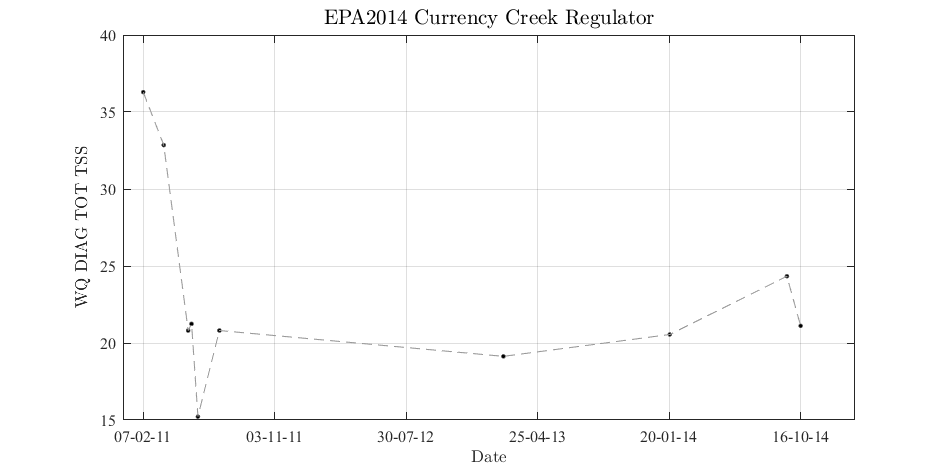 EPA2014 Currency Creek Regulator
WQ DIAG TOT TSS
40
35
30
25
20
15
07-02-11 03-11-11 30-07-12 25-04-13 20-01-14 16-10-14
Date